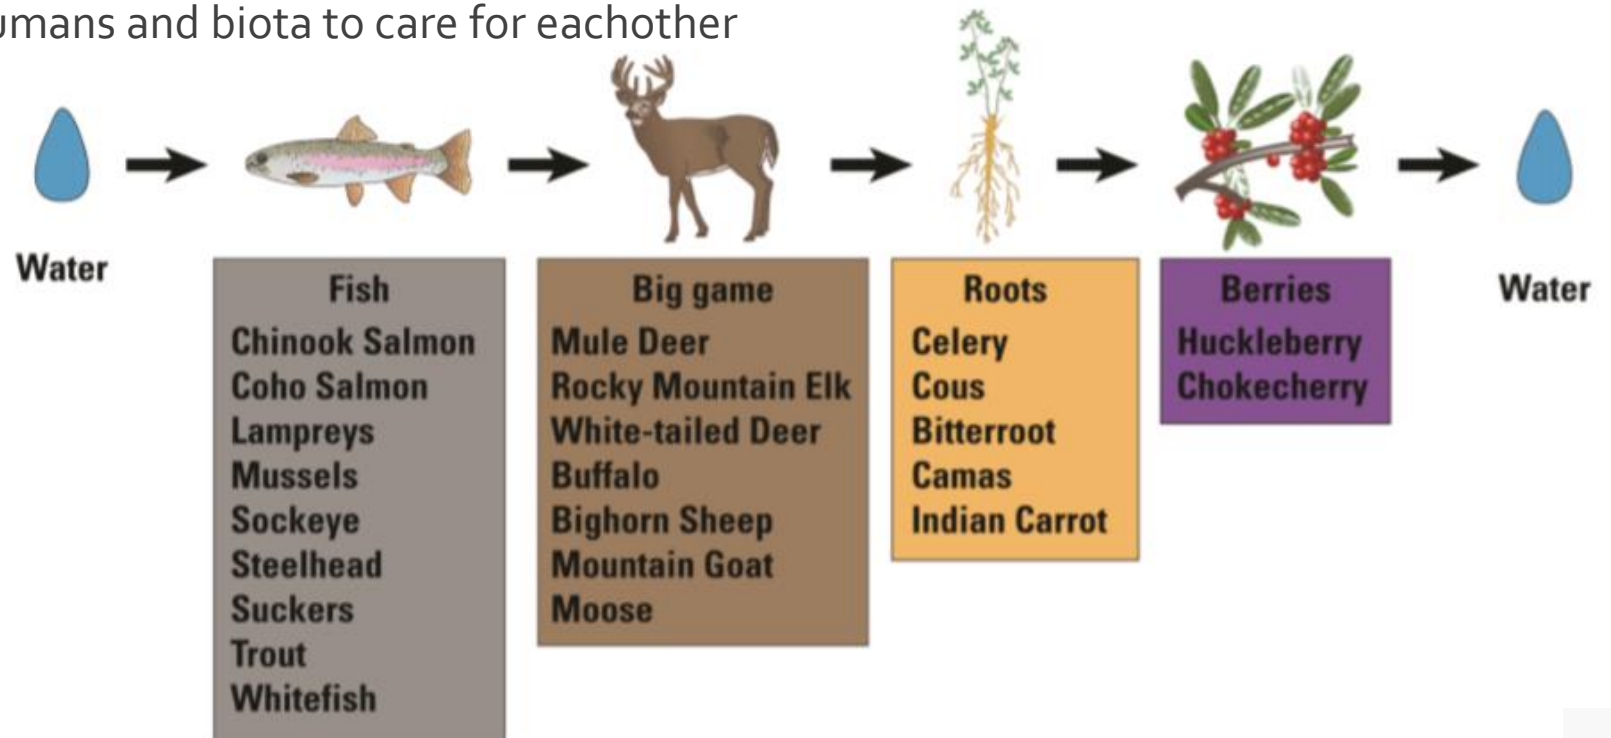 umans and biota to care for eachother
Water
Fish
Chinook Salmon
Coho Salmon
Lampreys
Mussels
Sockeye
Steelhead
Suckers
Trout
Whitefish
Big game
Mule Deer
Rocky Mountain Elk
White-tailed Deer
Buffalo
Bighorn Sheep
Mountain Goat
Moose
Roots
Celery
Cous
Bitterroot
Camas
Indian Carrot
Berries
Huckleberry
Chokecherry
Water